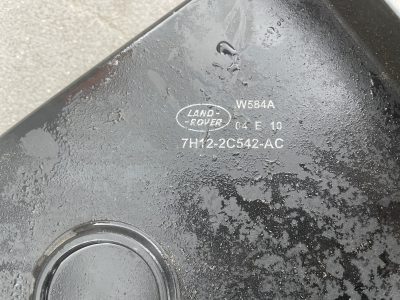 W584A
LAND-
-ROVER
04 E 10
7H12-2C542-AC